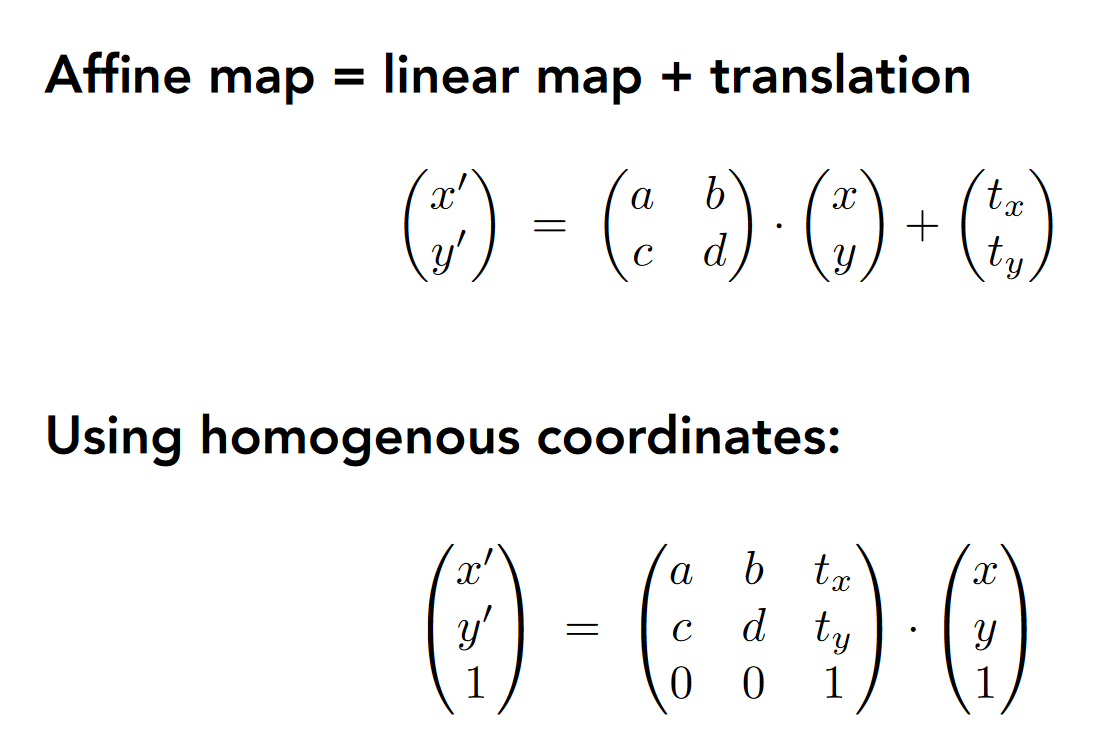 Affine map = linear map + translation
$$\begin{pmatrix} x' \\ y' \end{pmatrix} = \begin{pmatrix} a & b \\ c & d \end{pmatrix} \cdot \begin{pmatrix} x \\ y \end{pmatrix} + \begin{pmatrix} t_x \\ t_y \end{pmatrix}$$
Using homogenous coordinates:
$$\begin{pmatrix} x' \\ y' \\ 1 \end{pmatrix} = \begin{pmatrix} a & b & t_x \\ c & d & t_y \\ 0 & 0 & 1 \end{pmatrix} \cdot \begin{pmatrix} x \\ y \\ 1 \end{pmatrix}$$